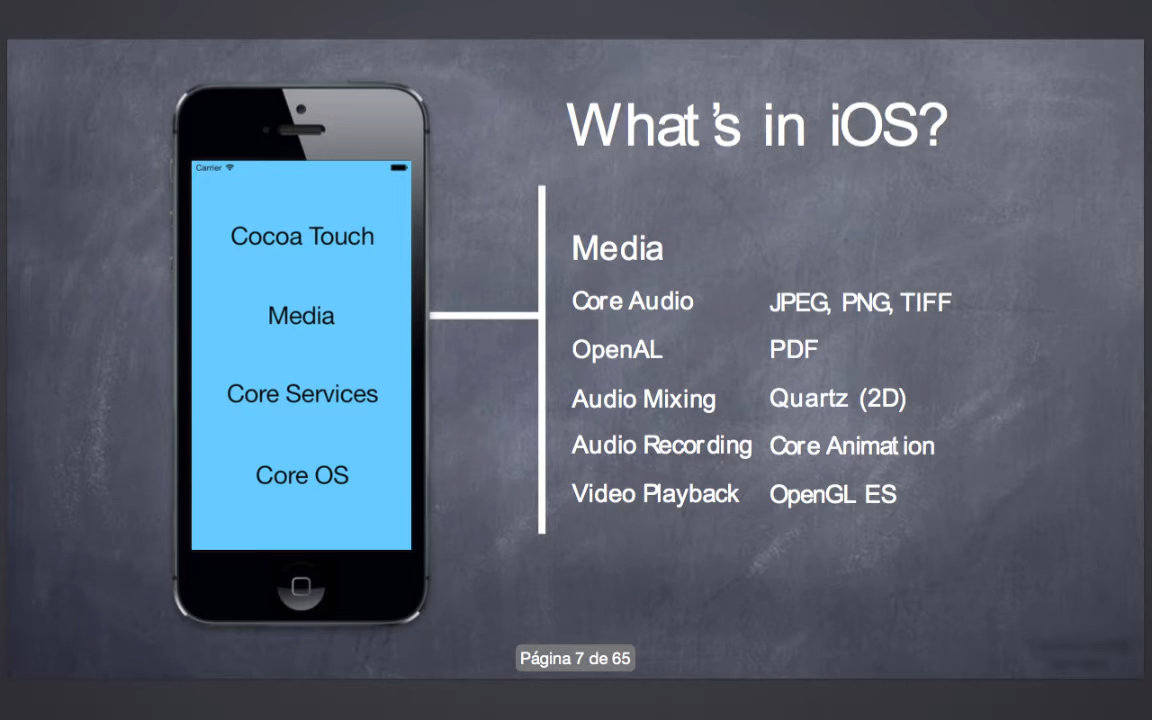 What's in iOS?
Carrier
Cocoa Touch
Media
Core Services
Core OS
Media
Core Audio
OpenAL
Audio Mixing
Audio Recording
Video Playback
JPEG, PNG, TIFF
PDF
Quartz (2D)
Core Animation
OpenGL ES
Página 7 de 65